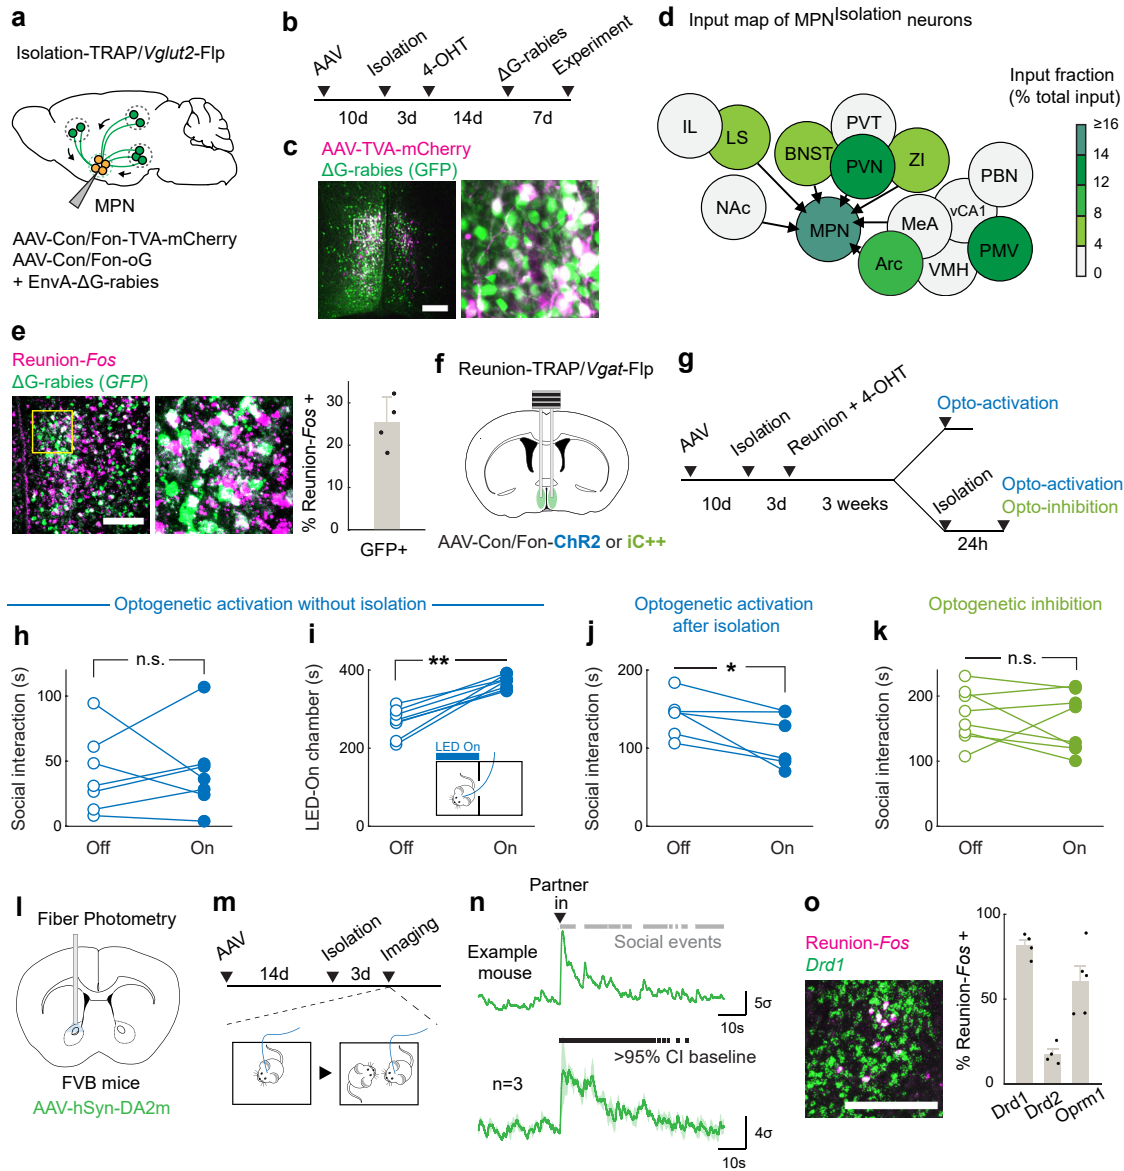 a
Isolation-TRAP/Vglut2-Flp
MPN
AAV-Con/Fon-TVA-mCherry
AAV-Con/Fon-oG
+ EnvA-ΔG-rabies
b
AAV
Isolation
4-OHT
ΔG-rabies
Experiment
10d
3d
14d
7d
c
AAV-TVA-mCherry
ΔG-rabies (GFP)
d
Input map of MPNIsolation neurons
Input fraction
(% total input)
≥16
14
12
8
4
0
IL
LS
BNST
PVT
PVN
ZI
PBN
NAc
MPN
MeA
vCA1
Arc
VMH
PMV
e
Reunion-Fos
ΔG-rabies (GFP)
% Reunion-Fos +
30
20
10
0
GFP+
f
Reunion-TRAP/Vgat-Flp
AAV-Con/Fon-ChR2 or iC++
g
AAV
Isolation
Reunion + 4-OHT
10d
3d
3 weeks
Opto-activation
Isolation
Opto-activation
Opto-inhibition
24h
Optogenetic activation without isolation
h
Social interaction (s)
100
50
0
n.s.
Off
On
i
LED-On chamber (s)
400
200
0
**
LED On
Off
On
Optogenetic activation
after isolation
j
Social interaction (s)
200
100
0
*
Off
On
Optogenetic inhibition
k
Social interaction (s)
200
100
0
n.s.
Off
On
l
Fiber Photometry
FVB mice
AAV-hSyn-DA2m
m
AAV
Isolation
Imaging
14d
3d
n
Partner
in
Social events
Example
mouse
5σ
10s
>95% CI baseline
n=3
4σ
10s
o
Reunion-Fos
Drd1
% Reunion-Fos +
100
50
0
Drd1
Drd2
Oprm1